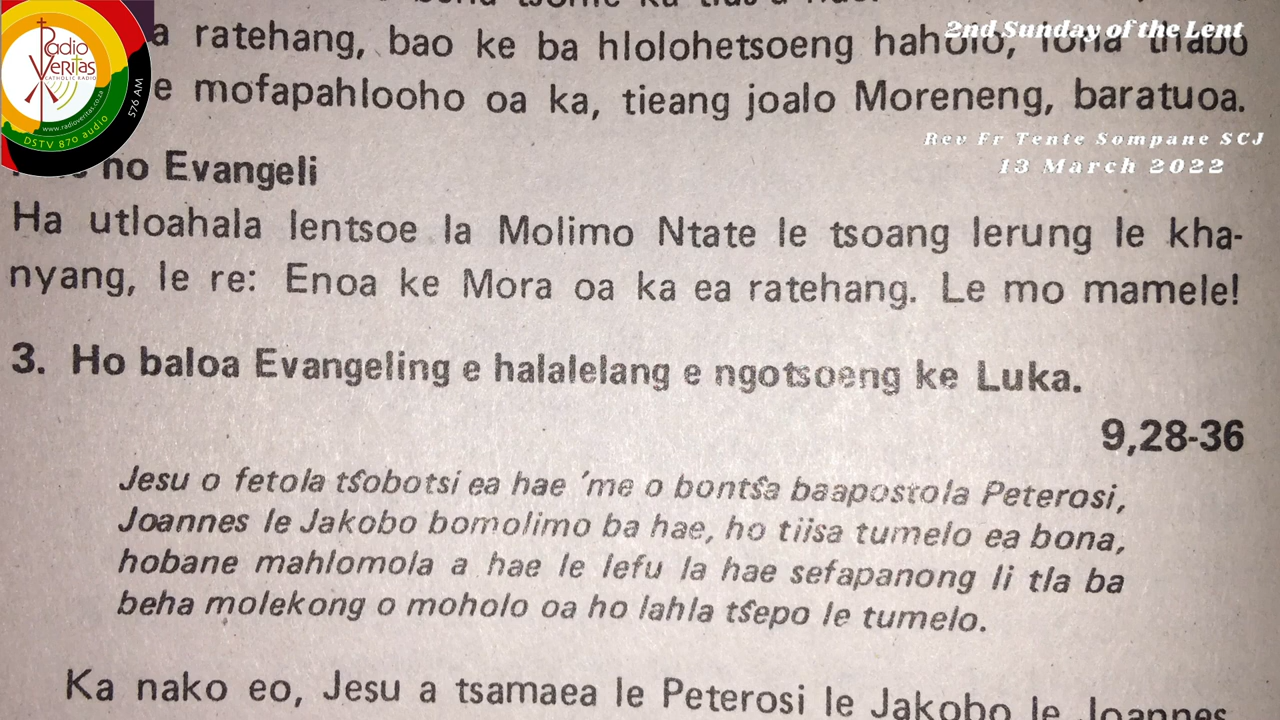 a ratehang, bao ke ba hlolohetsoeng haholo,
e mofapahlooho oa ka, tieang joalo Moreneng, baratuoa.
no Evangeli
Ha utloahala lentsoe la Molimo Ntate le tsoang lerung le kha-
nyang, le re: Enoa ke Mora oa ka ea ratehang. Le mo mamele!
3. Ho baloa Evangeling e halalelang e ngotsoeng ke Luka.
9,28-36
Jesu o fetola tšobotsi ea hae 'me o bontša baapostola Peterosi,
Joannes le Jakobo bomolimo ba hae, ho tiisa tumelo ea bona,
hobane mahlomola a hae le lefu la hae sefapanong li tla ba
beha molekong o moholo oa ho lahla tšepo le tumelo.
Ka nako eo, Jesu a tsamaea le Peterosi le Jakobo le Joannes
2nd Sunday of the Lent
Rev Fr Tente Sompane SCJ
13 March 2022
Radio
Veritas
CATHOLIC RADIO
www.radioveritas.co.za
DSTV 870 audio
576 AM